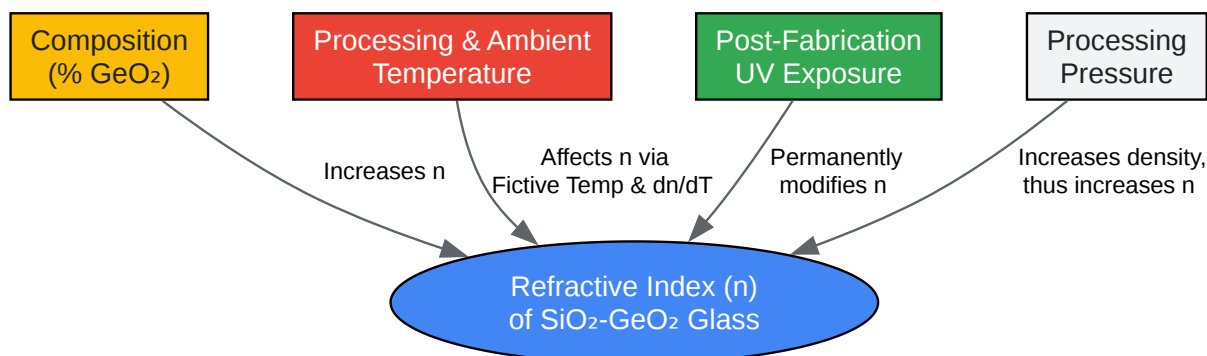 Composition
(% GeO₂)
Processing & Ambient
Temperature
Post-Fabrication
UV Exposure
Processing
Pressure
Increases n
Affects n via
Fictive Temp & dn/dT
Permanently
modifies n
Increases density,
thus increases n
Refractive Index (n)
of SiO₂-GeO₂ Glass